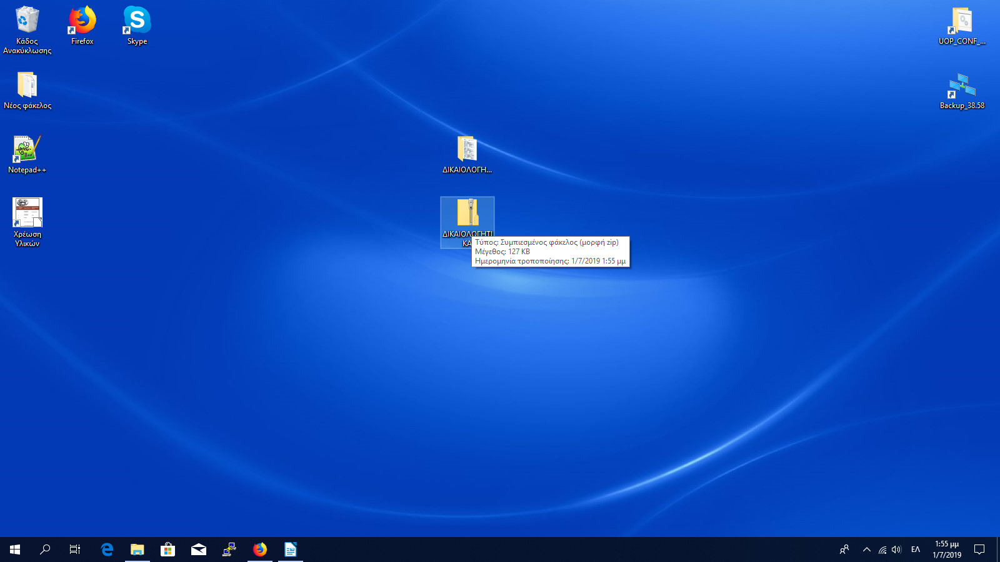 Κάδος
Ανακύκλωσης
Firefox
Skype
UOP_CONF_...
Νέος φάκελος
Backup_38.58
Notepad++
ΔΙΚΑΙΟΛΟΓΗ...
Χρέωση
Υλικών
ΔΙΚΑΙΟΛΟΓΗΤΙ
ΚΑ
Τύπος: Συμπιεσμένος φάκελος (μορφή zip)
Μέγεθος: 127 KB
Ημερομηνία τροποποίησης: 1/7/2019 1:55 μμ
ΕΛ
1:55 μμ
1/7/2019